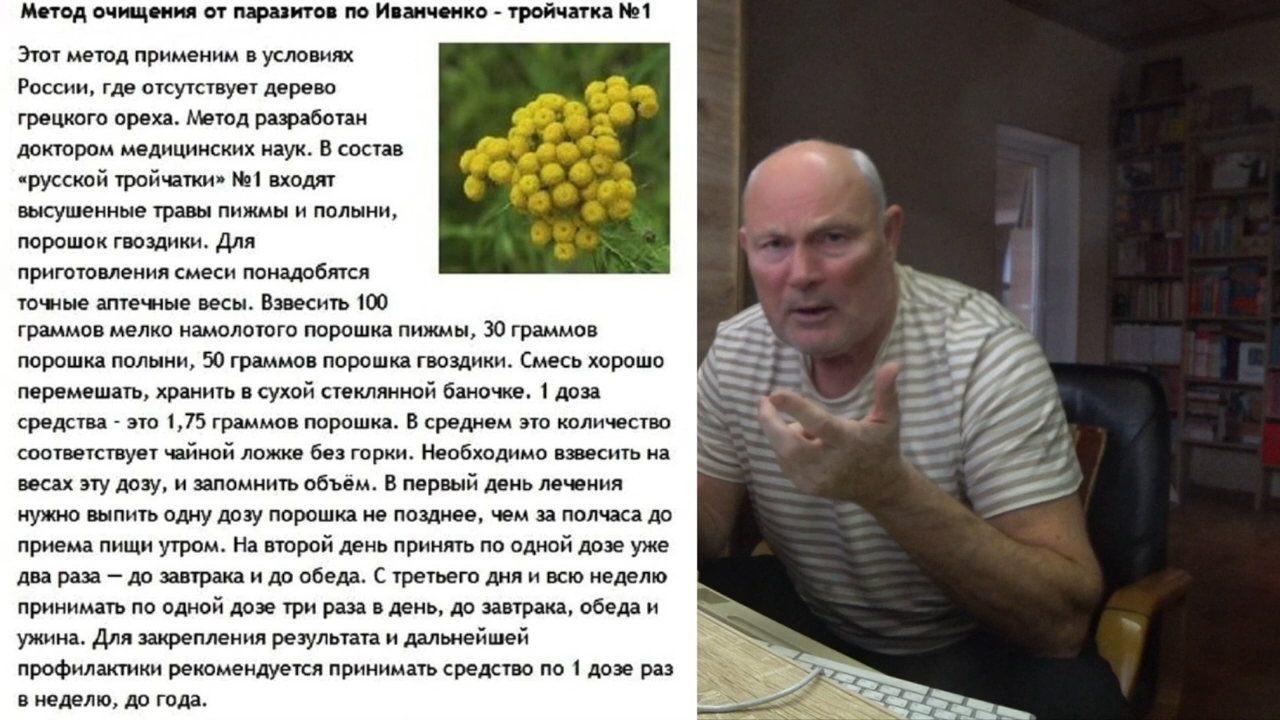 Метод очищения от паразитов по Иванченко - тройчатка №1
Этот метод применим в условиях
России, где отсутствует дерево
грецкого ореха. Метод разработан
доктором медицинских наук. В состав
«русской тройчатки» №1 входят
высушенные травы пижмы и полыни,
порошок гвоздики. Для
приготовления смеси понадобятся
точные аптечные весы. Взвесить 100
граммов мелко намолотого порошка пижмы, 30 граммов
порошка полыни, 50 граммов порошка гвоздики. Смесь хорошо
перемешать, хранить в сухой стеклянной баночке. 1 доза
средства - это 1,75 граммов порошка. В среднем это количество
соответствует чайной ложке без горки. Необходимо взвесить на
весах эту дозу, и запомнить объём. В первый день лечения
нужно выпить одну дозу порошка не позднее, чем за полчаса до
приема пищи утром. На второй день принять по одной дозе уже
два раза — до завтрака и до обеда. С третьего дня и всю неделю
принимать по одной дозе три раза в день, до завтрака, обеда и
ужина. Для закрепления результата и дальнейшей
профилактики рекомендуется принимать средство по 1 дозе раз
в неделю, до года.